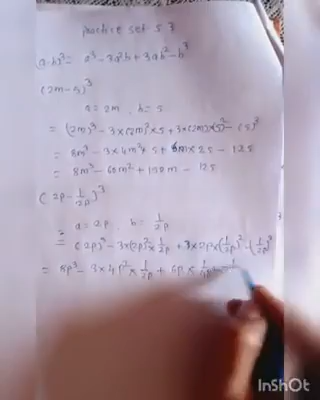 practice set 5.3
(a-b)³ = a³ - 3a²b + 3ab² - b³
(2m-5)³
a = 2m, b = 5
= (2m)³ - 3×(2m)²×5 + 3×(2m)×(5)² - (5)³
= 8m³ - 3×4m²×5 + 6m×25 - 125
= 8m³ - 60m² + 150m - 125
(2p - 1/2p)³
a = 2p, b = 1/2p
= (2p)³ - 3×(2p)²×1/2p + 3×2p×(1/2p)² - (1/2p)³
= 8p³ - 3×4p²×1/2p + 6p×
InShOt